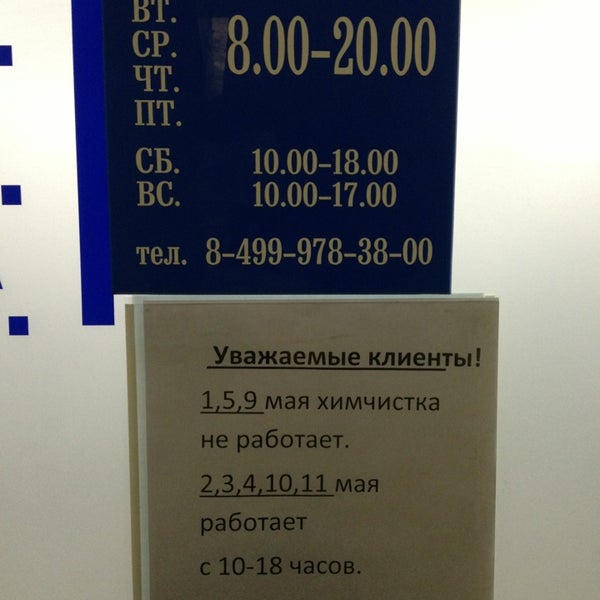 ВТ.
СР. 8.00-20.00
ЧТ.
ПТ.
СБ. 10.00-18.00
ВС. 10.00-17.00
тел. 8-499-978-38-00
Уважаемые клиенты!
1,5,9 мая химчистка
не работает.
2,3,4,10,11 мая
работает
с 10-18 часов.